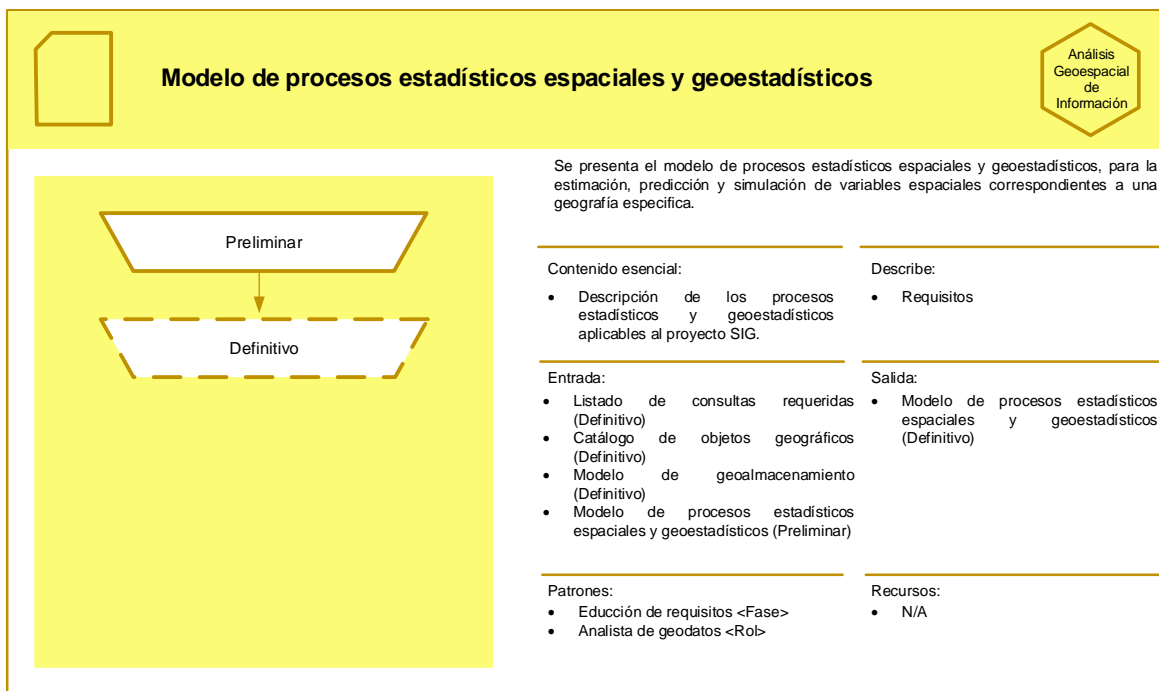 Modelo de procesos estadísticos espaciales y geoestadísticos
Análisis
Geoespacial
de
Información
Se presenta el modelo de procesos estadísticos espaciales y geoestadísticos, para la
estimación, predicción y simulación de variables espaciales correspondientes a una
geografía especifica.
Preliminar
Definitivo
Contenido esencial:
• Descripción de los procesos
estadísticos y geoestadísticos
aplicables al proyecto SIG.
Describe:
• Requisitos
Entrada:
• Listado de consultas requeridas
(Definitivo)
• Catálogo de objetos geográficos
(Definitivo)
• Modelo de geoalmacenamiento
(Definitivo)
• Modelo de procesos estadísticos
espaciales y geoestadísticos (Preliminar)
Salida:
• Modelo de procesos estadísticos
espaciales y geoestadísticos
(Definitivo)
Patrones:
• Educción de requisitos <Fase>
• Analista de geodatos <Rol>
Recursos:
• N/A